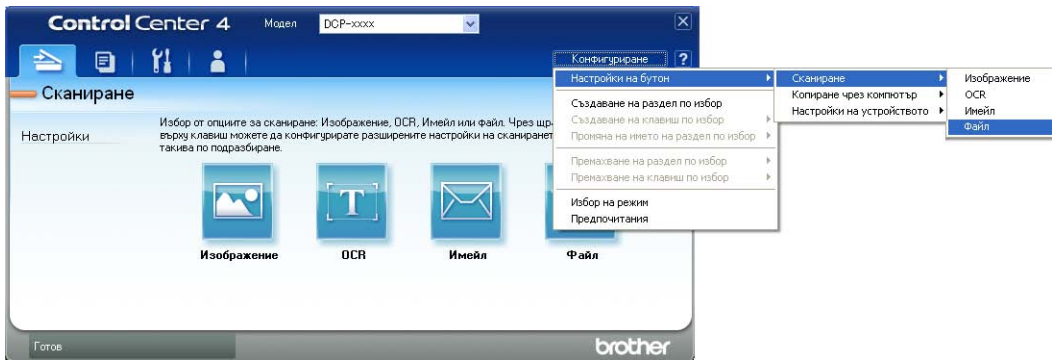 Control Center 4
Модел
DCP-xxxx
Конфигуриране
?
Сканиране
Настройки
Избор от опциите за сканиране: Изображение, OCR, Имейл или Файл. Чрез щра
върху клавиш можете да конфигурирате разширените настройки на сканиранет
такива по подразбиране.
Изображение
OCR
Имейл
Файл
Настройки на бутон
Създаване на раздел по избор
Създаване на клавиш по избор
Промяна на името на раздел по избор
Премахване на раздел по избор
Премахване на клавиш по избор
Избор на режим
Предпочитания
Сканиране
Копиране чрез компютър
Настройки на устройството
Изображение
OCR
Имейл
Файл
Готов
brother